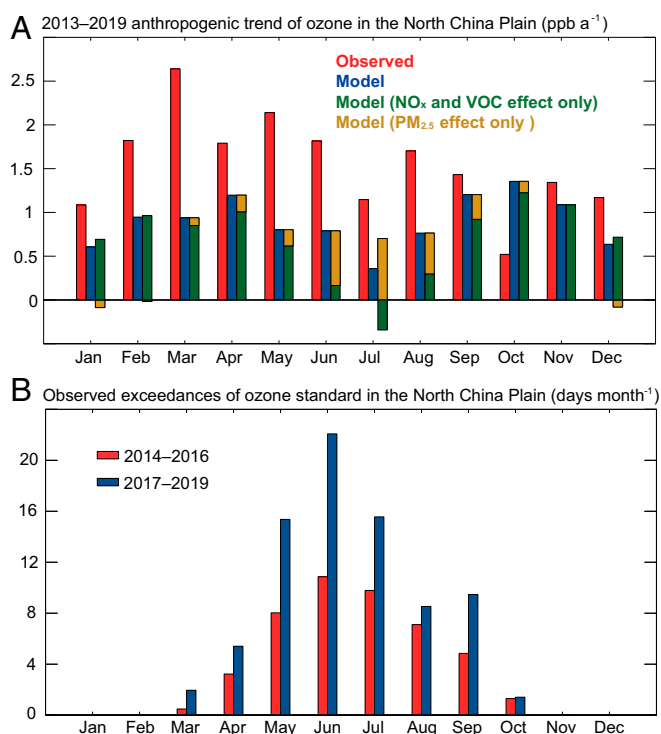 A
2013–2019 anthropogenic trend of ozone in the North China Plain (ppb a⁻¹)
Observed
Model
Model (NOₓ and VOC effect only)
Model (PM₂.₅ effect only )
2.5
2
1.5
1
0.5
0
Jan Feb Mar Apr May Jun Jul Aug Sep Oct Nov Dec
B
Observed exceedances of ozone standard in the North China Plain (days month⁻¹)
2014–2016
2017–2019
20
16
12
8
4
0
Jan Feb Mar Apr May Jun Jul Aug Sep Oct Nov Dec